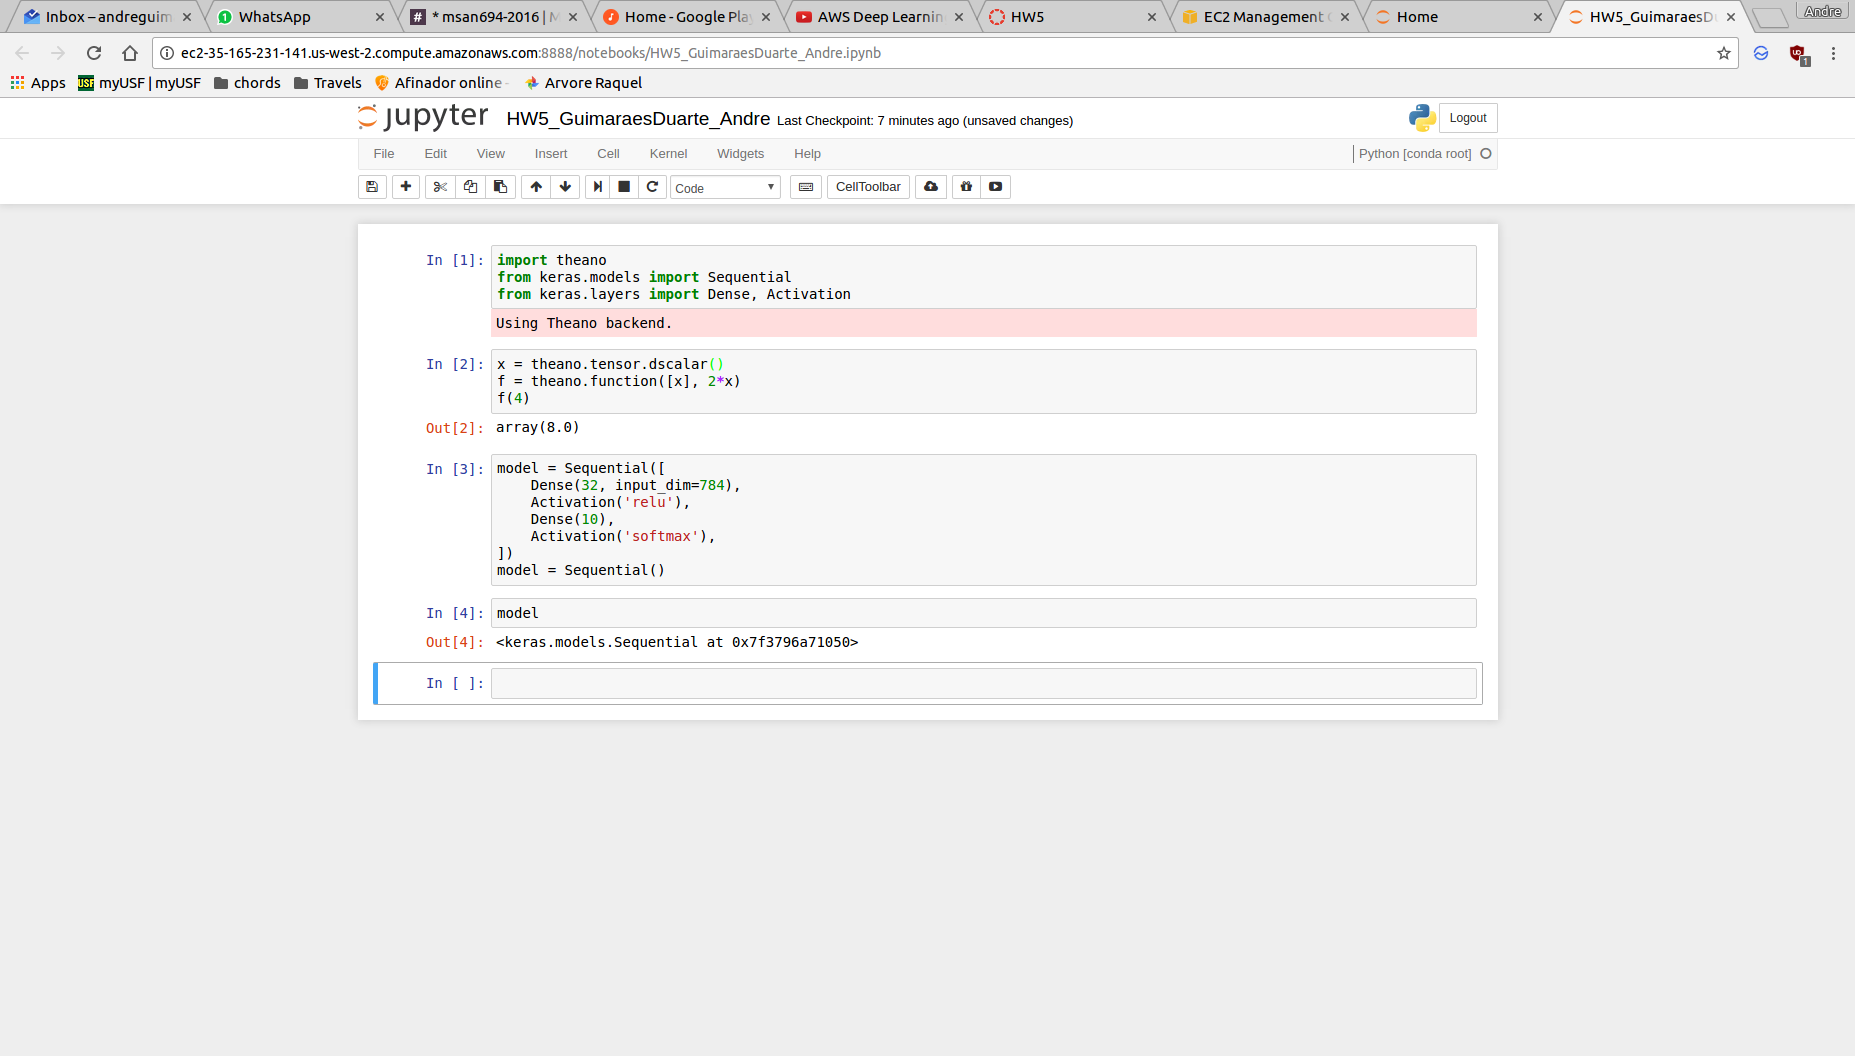 Inbox – andreguim
WhatsApp
* msan694-2016 | M
Home - Google Pla
AWS Deep Learnin
HW5
EC2 Management C
Home
HW5_GuimaraesDu
Andre
ec2-35-165-231-141.us-west-2.compute.amazonaws.com:8888/notebooks/HW5_GuimaraesDuarte_Andre.ipynb
1
Apps
USF myUSF | myUSF
chords
Travels
Afinador online
Arvore Raquel
jupyter HW5_GuimaraesDuarte_Andre Last Checkpoint: 7 minutes ago (unsaved changes)
Logout
File Edit View Insert Cell Kernel Widgets Help
Python [conda root]
Code
CellToolbar
In [1]: import theano
from keras.models import Sequential
from keras.layers import Dense, Activation
Using Theano backend.
In [2]: x = theano.tensor.dscalar()
f = theano.function([x], 2*x)
f(4)
Out[2]: array(8.0)
In [3]: model = Sequential([
Dense(32, input_dim=784),
Activation('relu'),
Dense(10),
Activation('softmax'),
])
model = Sequential()
In [4]: model
Out[4]: <keras.models.Sequential at 0x7f3796a71050>
In [ ]: